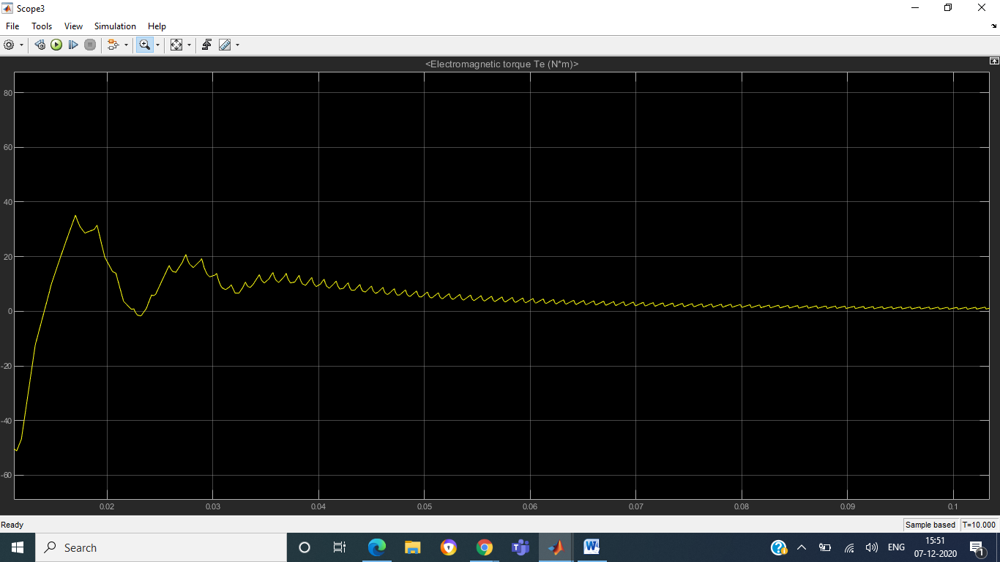 Scope3
File Tools View Simulation Help
<Electromagnetic torque Te (N*m)>
80
60
40
20
0
-20
-40
-60
0.02 0.03 0.04 0.05 0.06 0.07 0.08 0.09 0.1
Ready
Sample based T=10.000
Search
ENG
15:51
07-12-2020
1